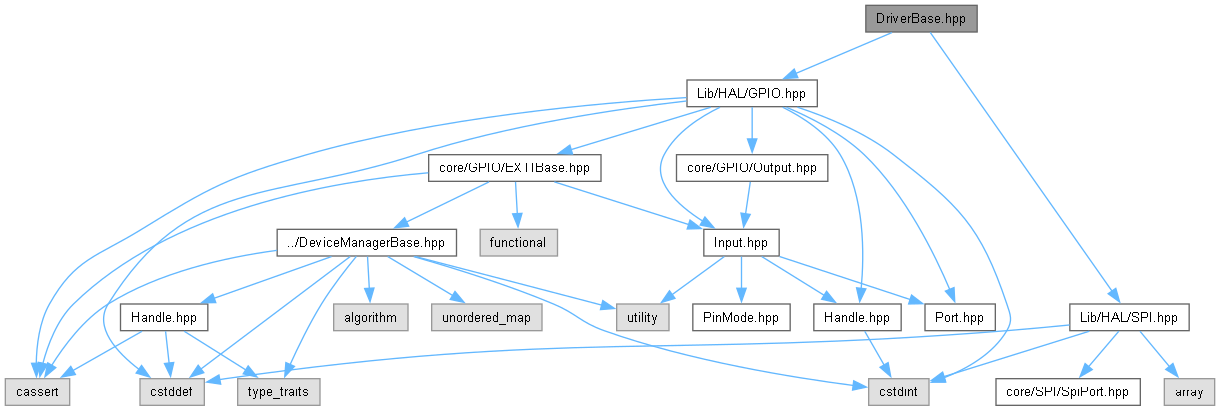 DriverBase.hpp
Lib/HAL/GPIO.hpp
core/GPIO/EXTIBase.hpp
core/GPIO/Output.hpp
../DeviceManagerBase.hpp
functional
Input.hpp
Handle.hpp
algorithm
unordered_map
utility
PinMode.hpp
Handle.hpp
Port.hpp
Lib/HAL/SPI.hpp
cassert
cstddef
type_traits
cstdint
core/SPI/SpiPort.hpp
array